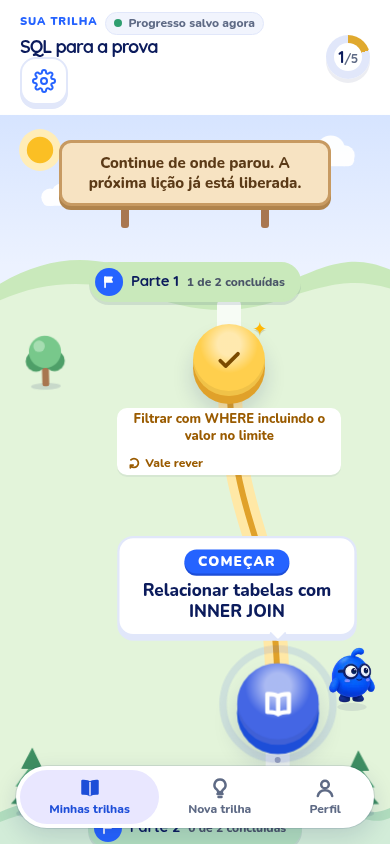 SUA TRILHA
Progresso salvo agora
SQL para a prova
1/5
Continue de onde parou. A
próxima lição já está liberada.
Parte 1 1 de 2 concluídas
Filtrar com WHERE incluindo o
valor no limite
Vale rever
COMEÇAR
Relacionar tabelas com
INNER JOIN
Minhas trilhas
Nova trilha
Perfil
Parte 2 0 de 2 concluídas